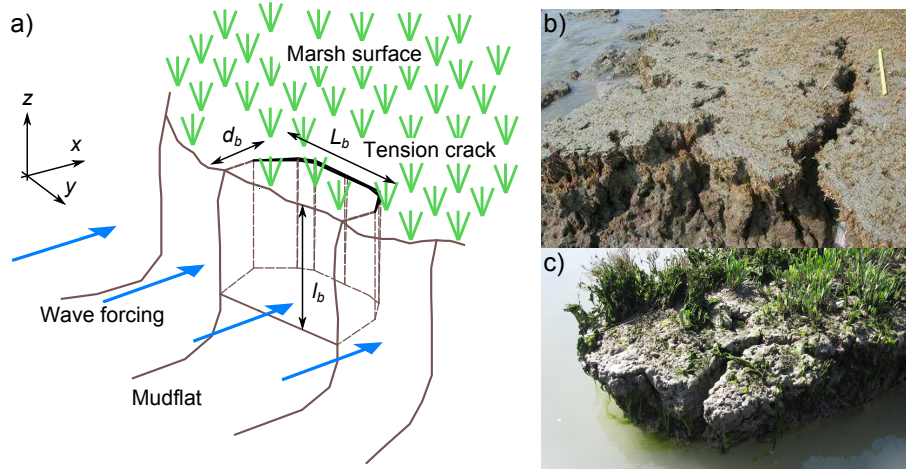 a)
Marsh surface
z
x
y
d_b
L_b
Tension crack
l_b
Wave forcing
Mudflat
b)
c)